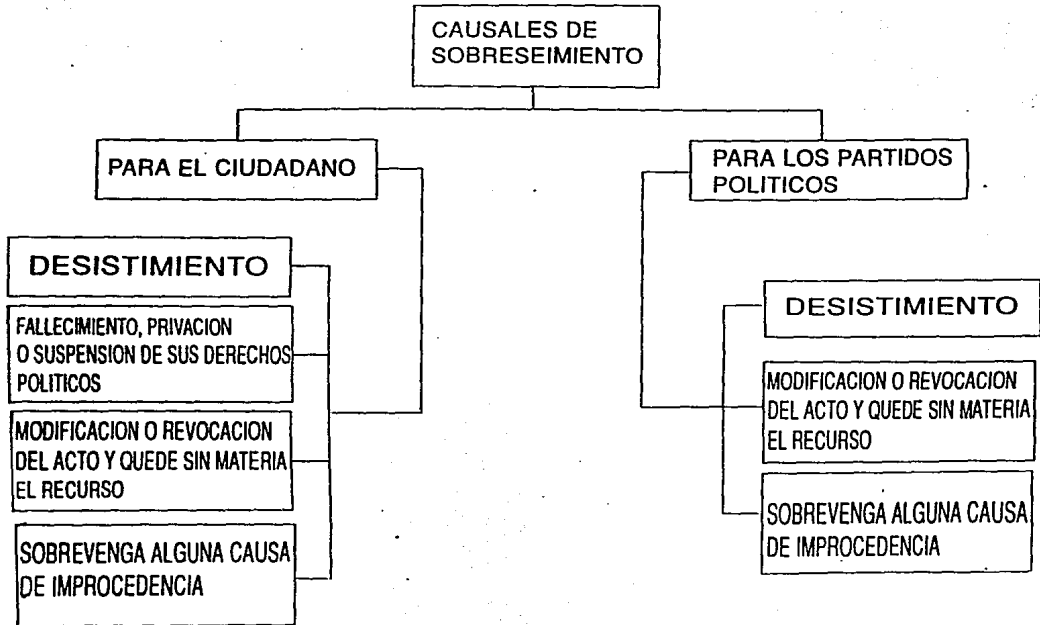 CAUSALES DE
SOBRESEIMIENTO
PARA EL CIUDADANO
PARA LOS PARTIDOS
POLITICOS
DESISTIMIENTO
FALLECIMIENTO, PRIVACION
O SUSPENSION DE SUS DERECHOS
POLITICOS
MODIFICACION O REVOCACION
DEL ACTO Y QUEDE SIN MATERIA
EL RECURSO
SOBREVENGA ALGUNA CAUSA
DE IMPROCEDENCIA
DESISTIMIENTO
MODIFICACION O REVOCACION
DEL ACTO Y QUEDE SIN MATERIA
EL RECURSO
SOBREVENGA ALGUNA CAUSA
DE IMPROCEDENCIA